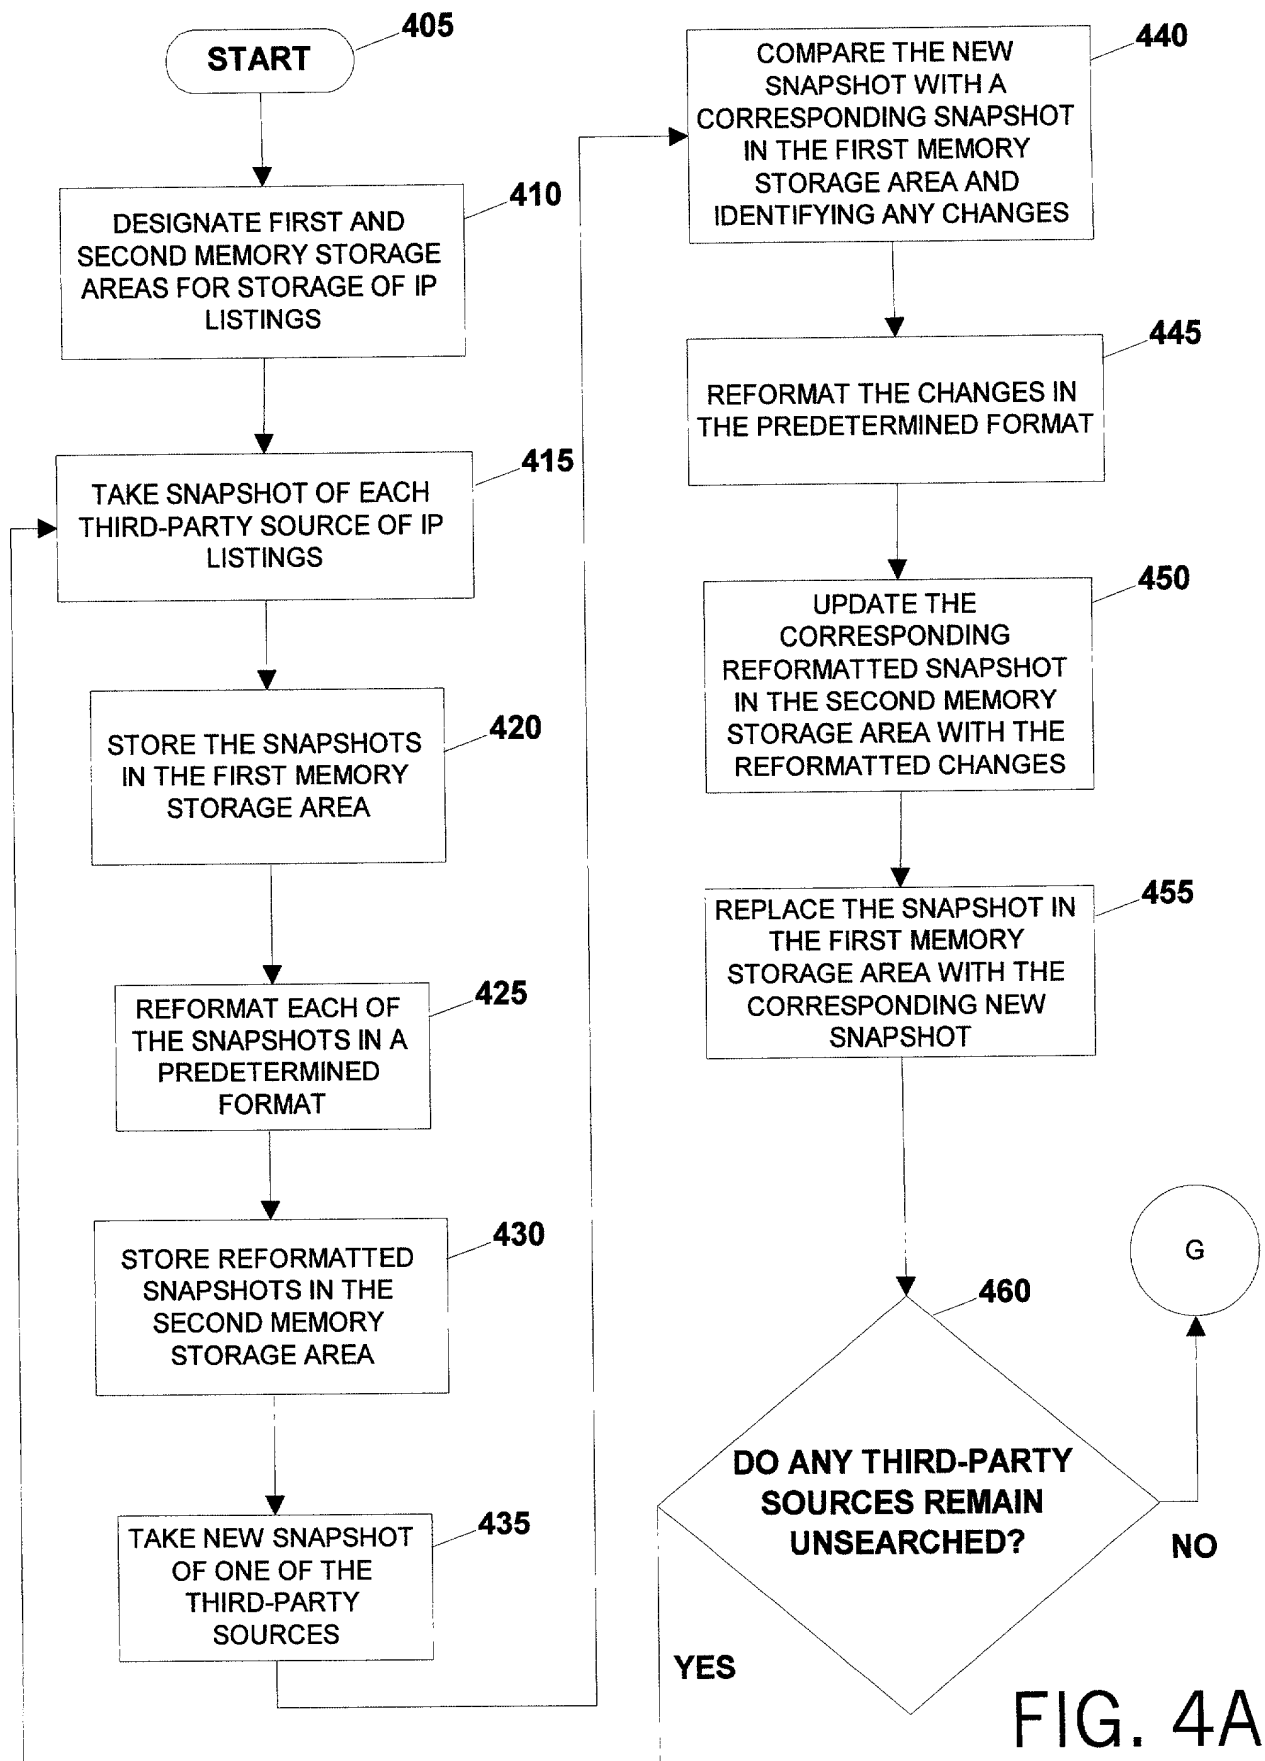 START
405
DESIGNATE FIRST AND
SECOND MEMORY STORAGE
AREAS FOR STORAGE OF IP
LISTINGS
410
TAKE SNAPSHOT OF EACH
THIRD-PARTY SOURCE OF IP
LISTINGS
415
STORE THE SNAPSHOTS
IN THE FIRST MEMORY
STORAGE AREA
420
REFORMAT EACH OF
THE SNAPSHOTS IN A
PREDETERMINED
FORMAT
425
STORE REFORMATTED
SNAPSHOTS IN THE
SECOND MEMORY
STORAGE AREA
430
TAKE NEW SNAPSHOT
OF ONE OF THE
THIRD-PARTY
SOURCES
435
COMPARE THE NEW
SNAPSHOT WITH A
CORRESPONDING SNAPSHOT
IN THE FIRST MEMORY
STORAGE AREA AND
IDENTIFYING ANY CHANGES
440
REFORMAT THE CHANGES IN
THE PREDETERMINED FORMAT
445
UPDATE THE
CORRESPONDING
REFORMATTED SNAPSHOT
IN THE SECOND MEMORY
STORAGE AREA WITH THE
REFORMATTED CHANGES
450
REPLACE THE SNAPSHOT IN
THE FIRST MEMORY
STORAGE AREA WITH THE
CORRESPONDING NEW
SNAPSHOT
455
DO ANY THIRD-PARTY
SOURCES REMAIN
UNSEARCHED?
460
G
NO
YES
FIG. 4A